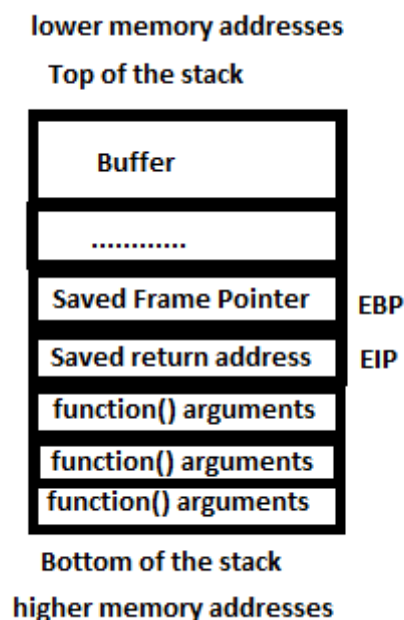 lower memory addresses
Top of the stack
Buffer
............
Saved Frame Pointer EBP
Saved return address EIP
function() arguments
function() arguments
function() arguments
Bottom of the stack
higher memory addresses